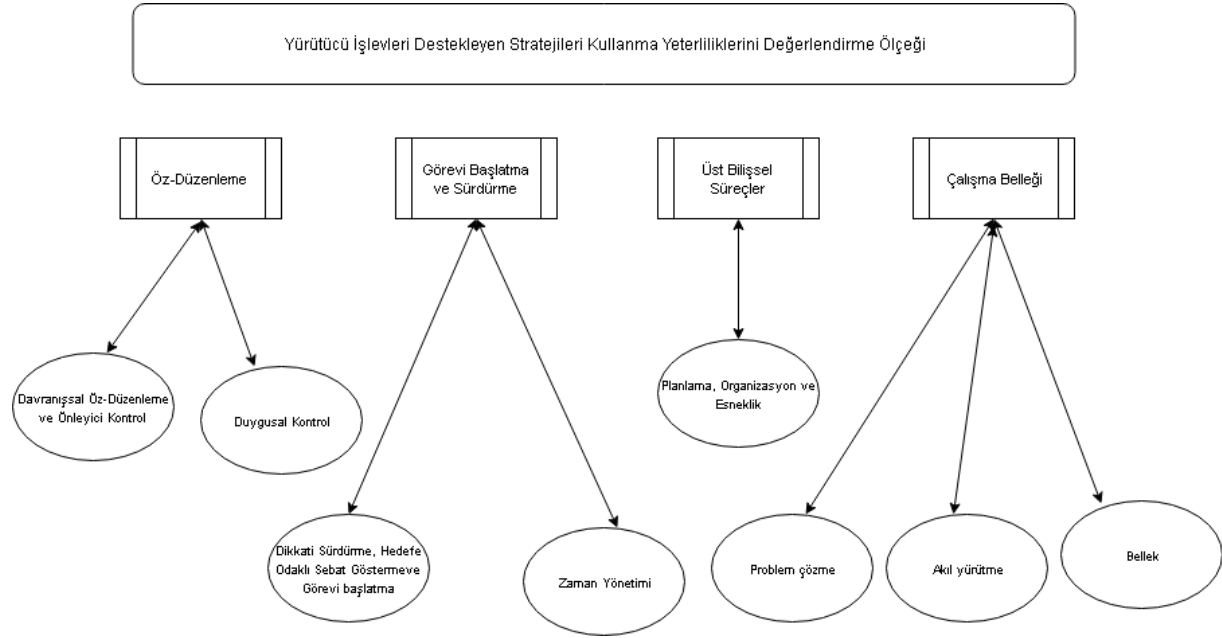 Yürütücü İşlevleri Destekleyen Stratejileri Kullanma Yeterliliklerini Değerlendirme Ölçeği
Öz-Düzenleme
Görevi Başlatma
ve Sürdürme
Üst Bilişsel
Süreçler
Çalışma Belleği
Davranışsal Öz-Düzenleme
ve Önleyici Kontrol
Duygusal Kontrol
Planlama, Organizasyon ve
Esneklik
Dikkati Sürdürme, Hedefe
Odaklı Sebat Göstermeve
Görevi başlatma
Zaman Yönetimi
Problem çözme
Akıl yürütme
Bellek